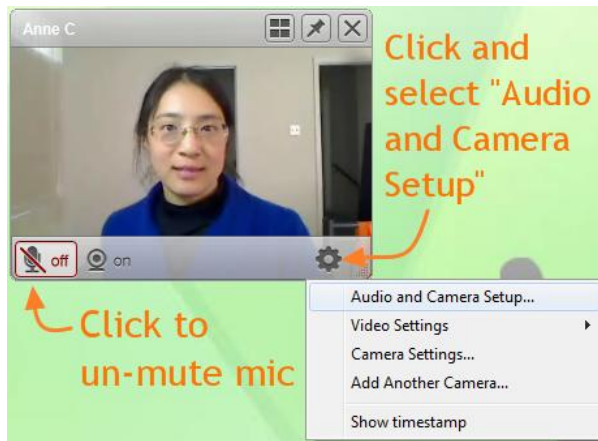 Anne C
Click and
select "Audio
and Camera
Setup"
off
on
Click to
un-mute mic
Audio and Camera Setup...
Video Settings
Camera Settings...
Add Another Camera...
Show timestamp